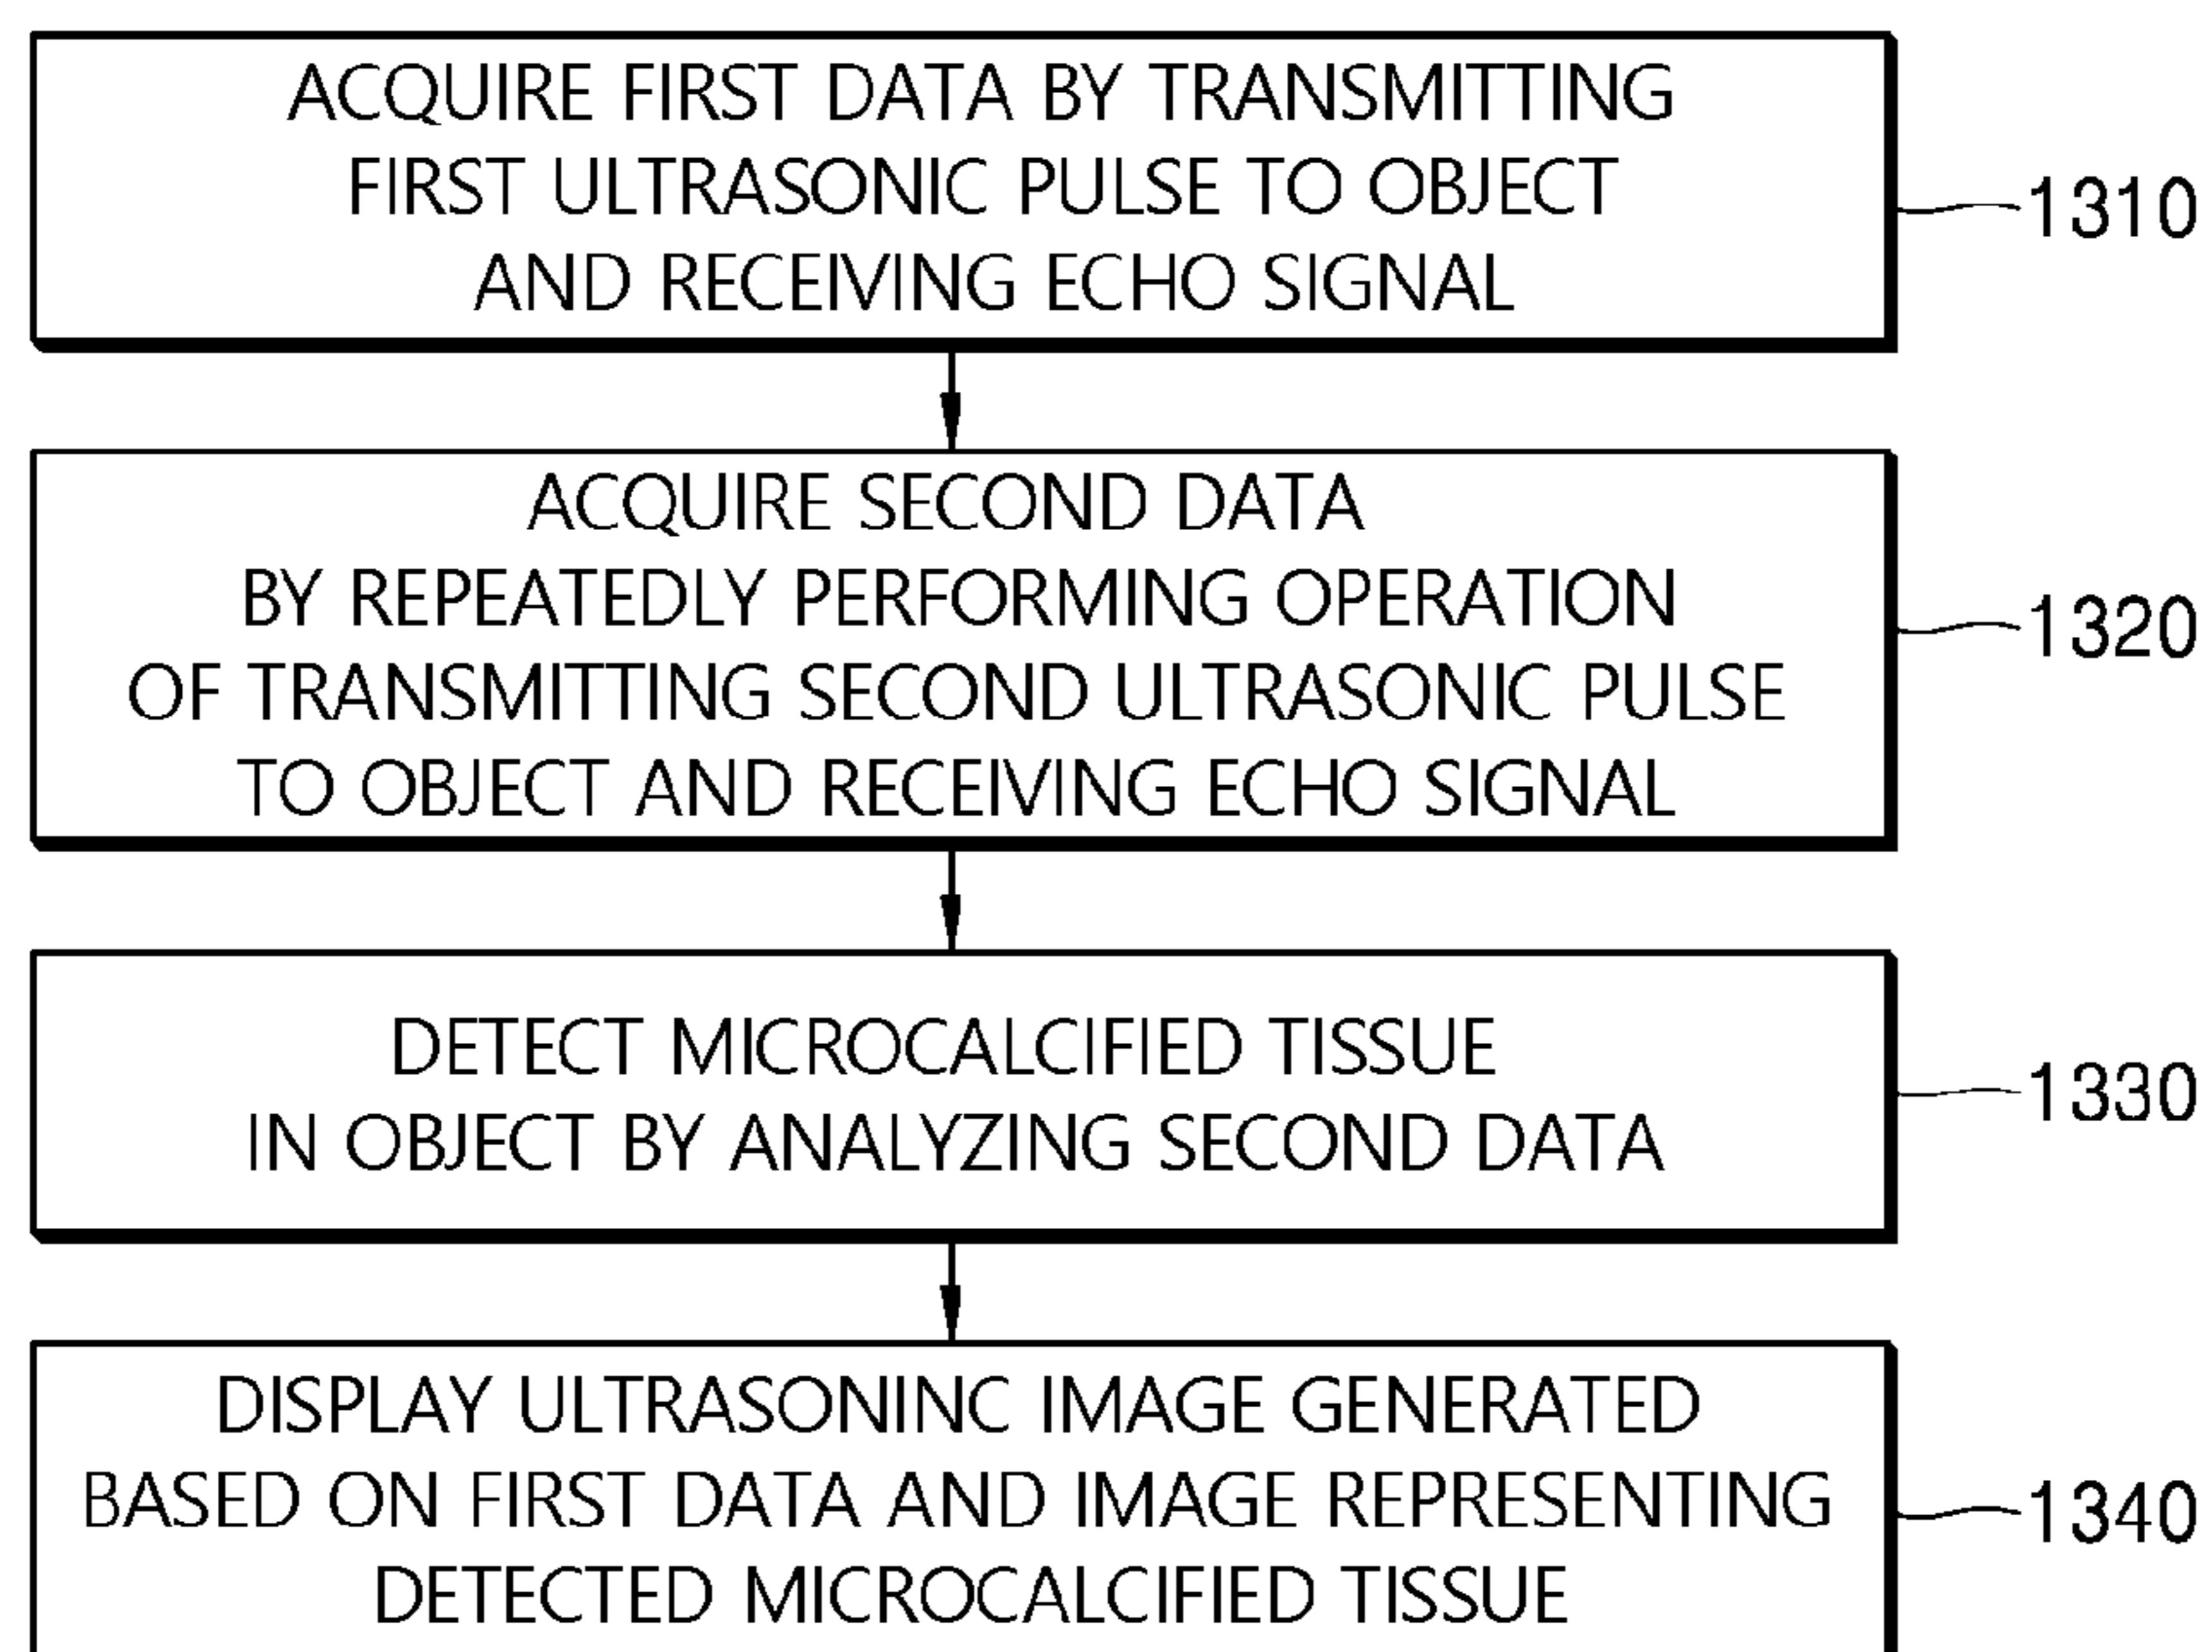 ACQUIRE FIRST DATA BY TRANSMITTING
FIRST ULTRASONIC PULSE TO OBJECT
AND RECEIVING ECHO SIGNAL
1310
ACQUIRE SECOND DATA
BY REPEATEDLY PERFORMING OPERATION
OF TRANSMITTING SECOND ULTRASONIC PULSE
TO OBJECT AND RECEIVING ECHO SIGNAL
1320
DETECT MICROCALCIFIED TISSUE
IN OBJECT BY ANALYZING SECOND DATA
1330
DISPLAY ULTRASONINC IMAGE GENERATED
BASED ON FIRST DATA AND IMAGE REPRESENTING
DETECTED MICROCALCIFIED TISSUE
1340